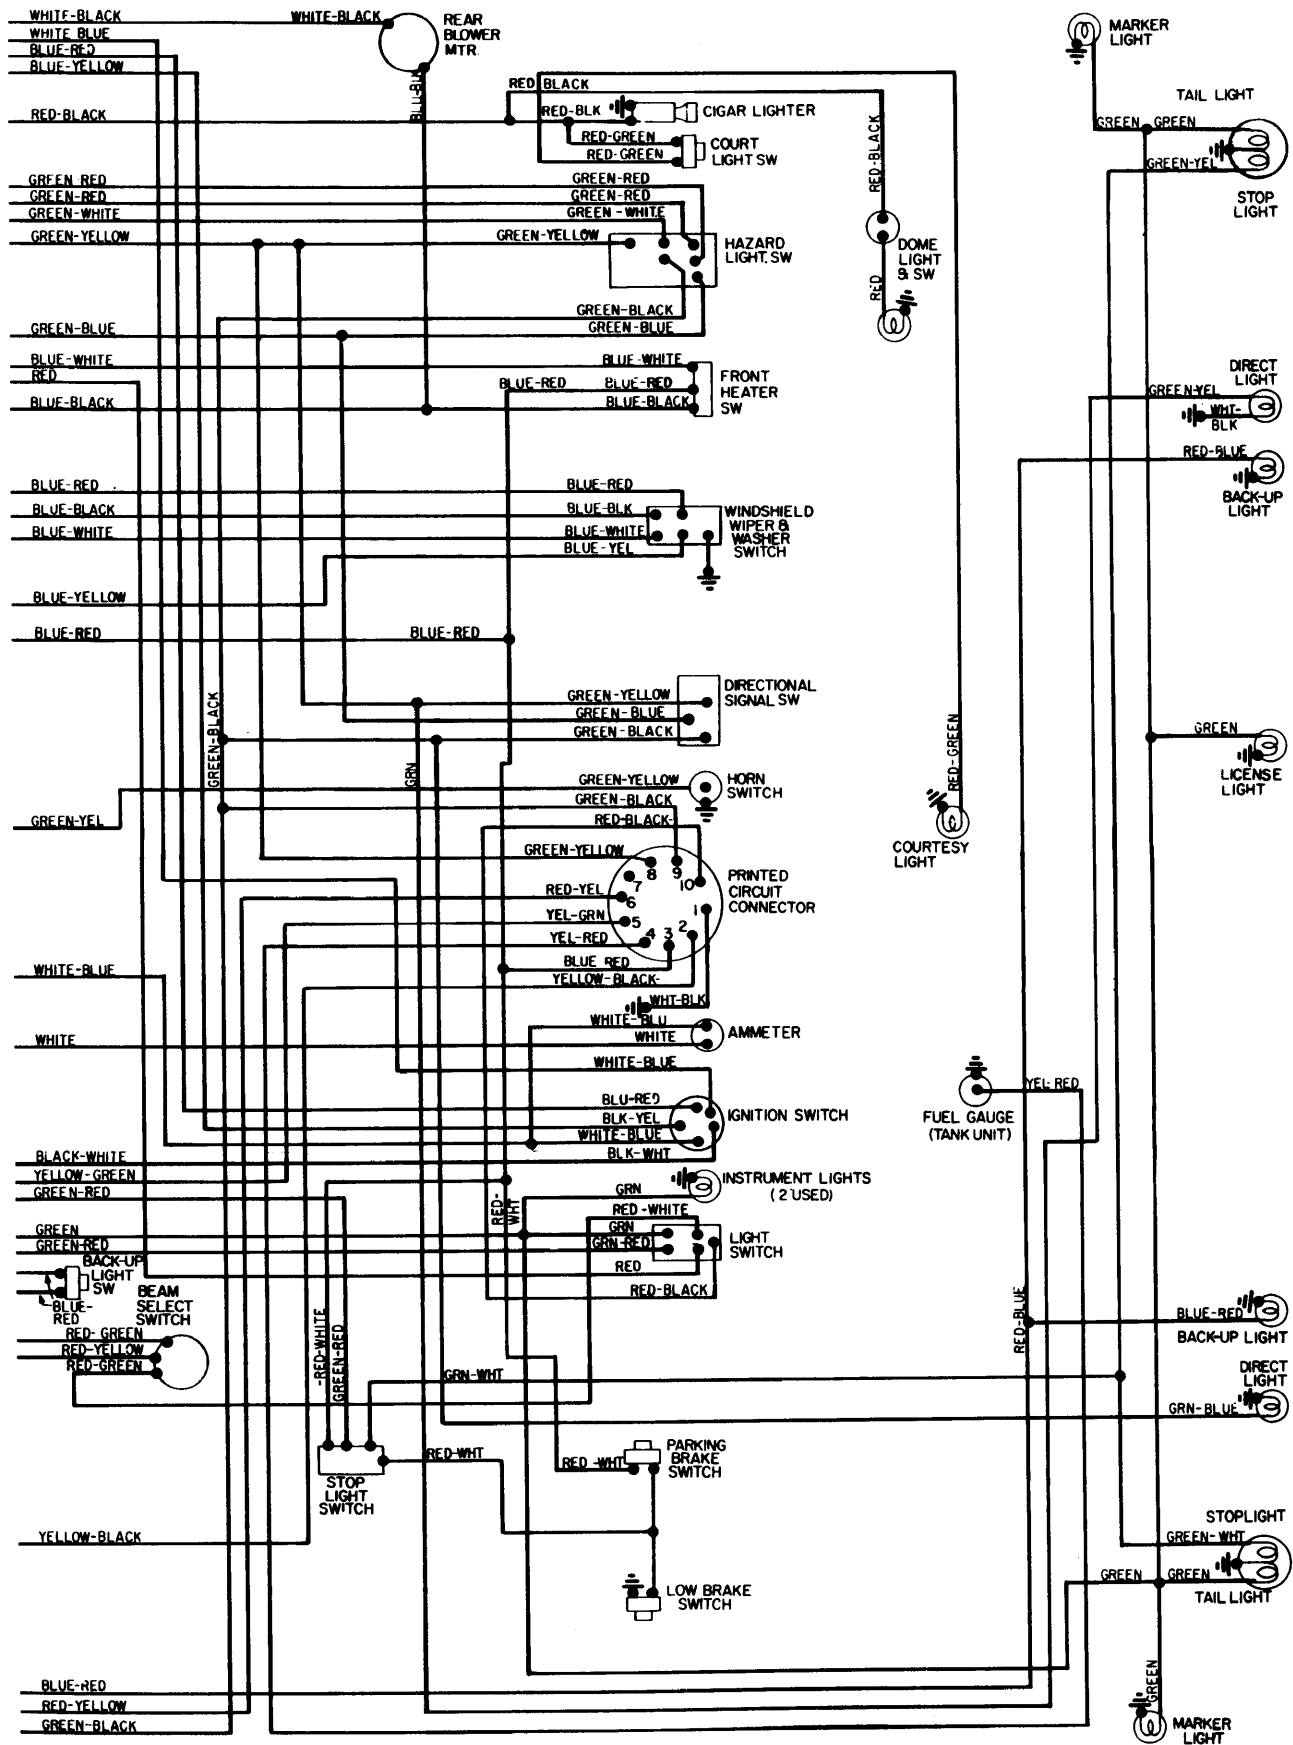 WHITE-BLACK
WHITE-BLACK
REAR
BLOWER
MTR.
MARKER
LIGHT
WHITE BLUE
BLUE-RED
BLUE-YELLOW
BLU-BLK
RED BLACK
TAIL LIGHT
RED-BLACK
RED-BLK
CIGAR LIGHTER
GREEN
GREEN
RED-GREEN
COURT
LIGHT SW
RED-GREEN
RED-BLACK
GREEN-YEL
STOP
LIGHT
GREEN RED
GREEN-RED
GREEN-RED
GREEN-RED
GREEN-WHITE
GREEN-WHITE
GREEN-YELLOW
GREEN-YELLOW
HAZARD
LIGHT. SW
DOME
LIGHT
& SW
RED
GREEN-BLACK
GREEN-BLUE
GREEN-BLUE
BLUE-WHITE
BLUE-WHITE
RED
BLUE-RED
BLUE-RED
FRONT
HEATER
SW
BLUE-BLACK
BLUE-BLACK
DIRECT
LIGHT
GREEN-YEL
WHT-
BLK
RED-BLUE
BACK-UP
LIGHT
BLUE-RED
BLUE-RED
BLUE-BLACK
BLUE-BLK
WINDSHIELD
WIPER &
WASHER
SWITCH
BLUE-WHITE
BLUE-WHITE
BLUE-YEL
BLUE-YELLOW
BLUE-RED
BLUE-RED
GREEN-BLACK
GRN
GREEN-YELLOW
GREEN-BLUE
GREEN-BLACK
DIRECTIONAL
SIGNAL SW
RED-GREEN
GREEN
LICENSE
LIGHT
GREEN-YELLOW
HORN
SWITCH
GREEN-BLACK
GREEN-YEL
RED-BLACK-
COURTESY
LIGHT
GREEN-YELLOW
8
9
10
7
6
5
4
3
2
1
PRINTED
CIRCUIT
CONNECTOR
RED-YEL
YEL-GRN
YEL-RED
BLUE RED
YELLOW-BLACK-
WHITE-BLUE
WHT-BLK
WHITE-BLU
WHITE
WHITE
AMMETER
WHITE-BLUE
YEL-RED
FUEL GAUGE
(TANK UNIT)
BLU-RED
BLK-YEL
WHITE-BLUE
BLK-WHT
IGNITION SWITCH
BLACK-WHITE
YELLOW-GREEN
GREEN-RED
GRN
INSTRUMENT LIGHTS
(2 USED)
RED-
WHT
RED-WHITE
GREEN
GRN
GREEN-RED
GRN-RED
LIGHT
SWITCH
RED
RED-BLACK
BACK-UP
LIGHT
SW
BLUE-
RED
BEAM
SELECT
SWITCH
RED-GREEN
RED-YELLOW
RED-GREEN
RED-WHITE
GREEN-RED
GRN-WHT
RED-BLUE
BLUE-RED
BACK-UP LIGHT
DIRECT
LIGHT
GRN-BLUE
STOP
LIGHT
SWITCH
RED-WHT
RED-WHT
PARKING
BRAKE
SWITCH
YELLOW-BLACK
STOPLIGHT
GREEN-WHT
GREEN
GREEN
TAIL LIGHT
LOW BRAKE
SWITCH
GREEN
BLUE-RED
RED-YELLOW
GREEN-BLACK
MARKER
LIGHT